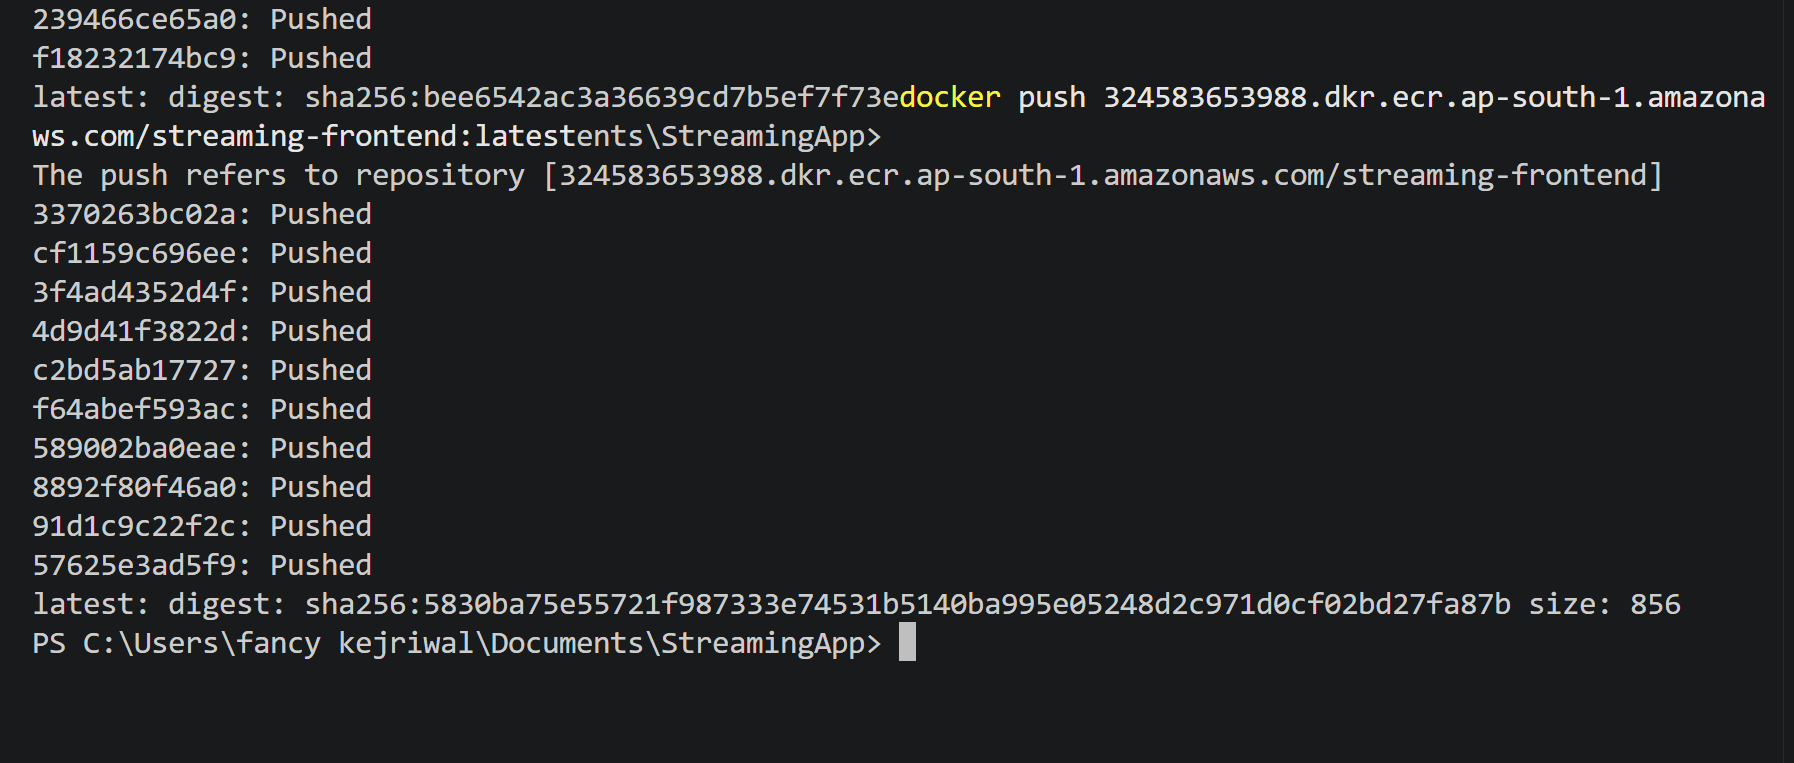 239466ce65a0: Pushed
f18232174bc9: Pushed
latest: digest: sha256:bee6542ac3a36639cd7b5ef7f73edocker push 324583653988.dkr.ecr.ap-south-1.amazona
ws.com/streaming-frontend:latestents\StreamingApp>
The push refers to repository [324583653988.dkr.ecr.ap-south-1.amazonaws.com/streaming-frontend]
3370263bc02a: Pushed
cf1159c696ee: Pushed
3f4ad4352d4f: Pushed
4d9d41f3822d: Pushed
c2bd5ab17727: Pushed
f64abef593ac: Pushed
589002ba0eae: Pushed
8892f80f46a0: Pushed
91d1c9c22f2c: Pushed
57625e3ad5f9: Pushed
latest: digest: sha256:5830ba75e55721f987333e74531b5140ba995e05248d2c971d0cf02bd27fa87b size: 856
PS C:\Users\fancy kejriwal\Documents\StreamingApp>